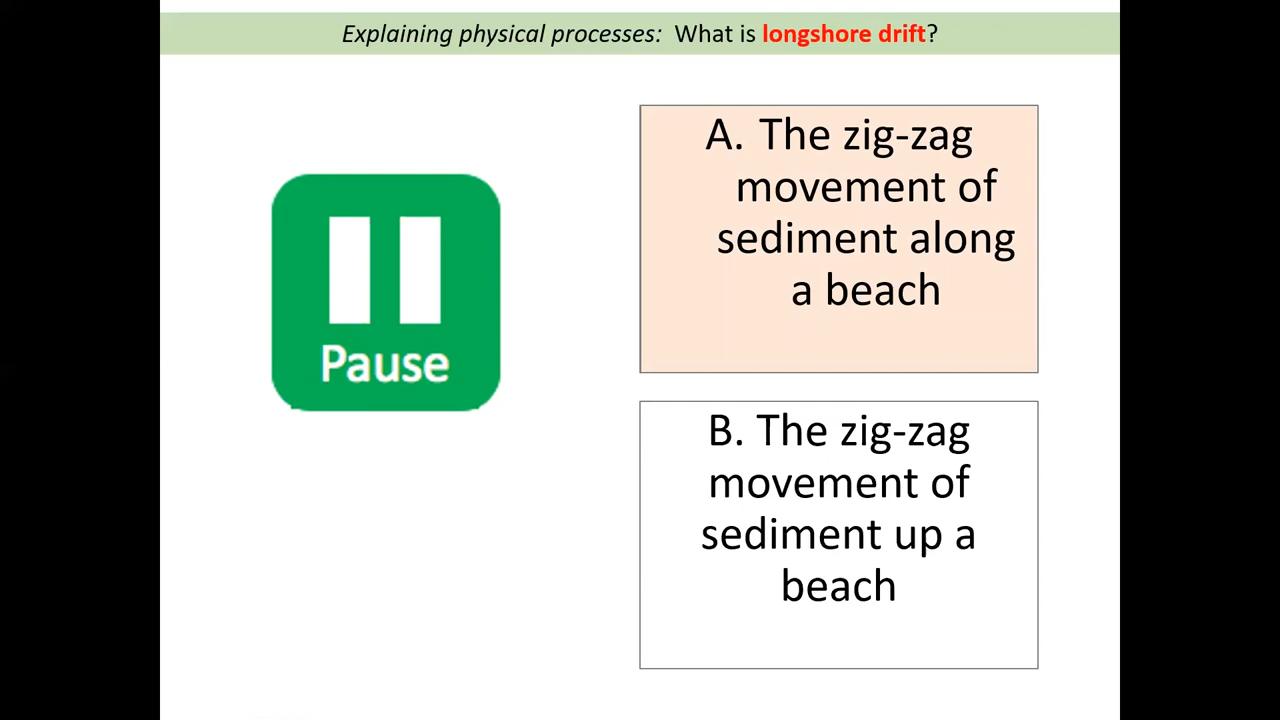 Explaining physical processes: What is longshore drift?
Pause
A. The zig-zag
movement of
sediment along
a beach
B. The zig-zag
movement of
sediment up a
beach